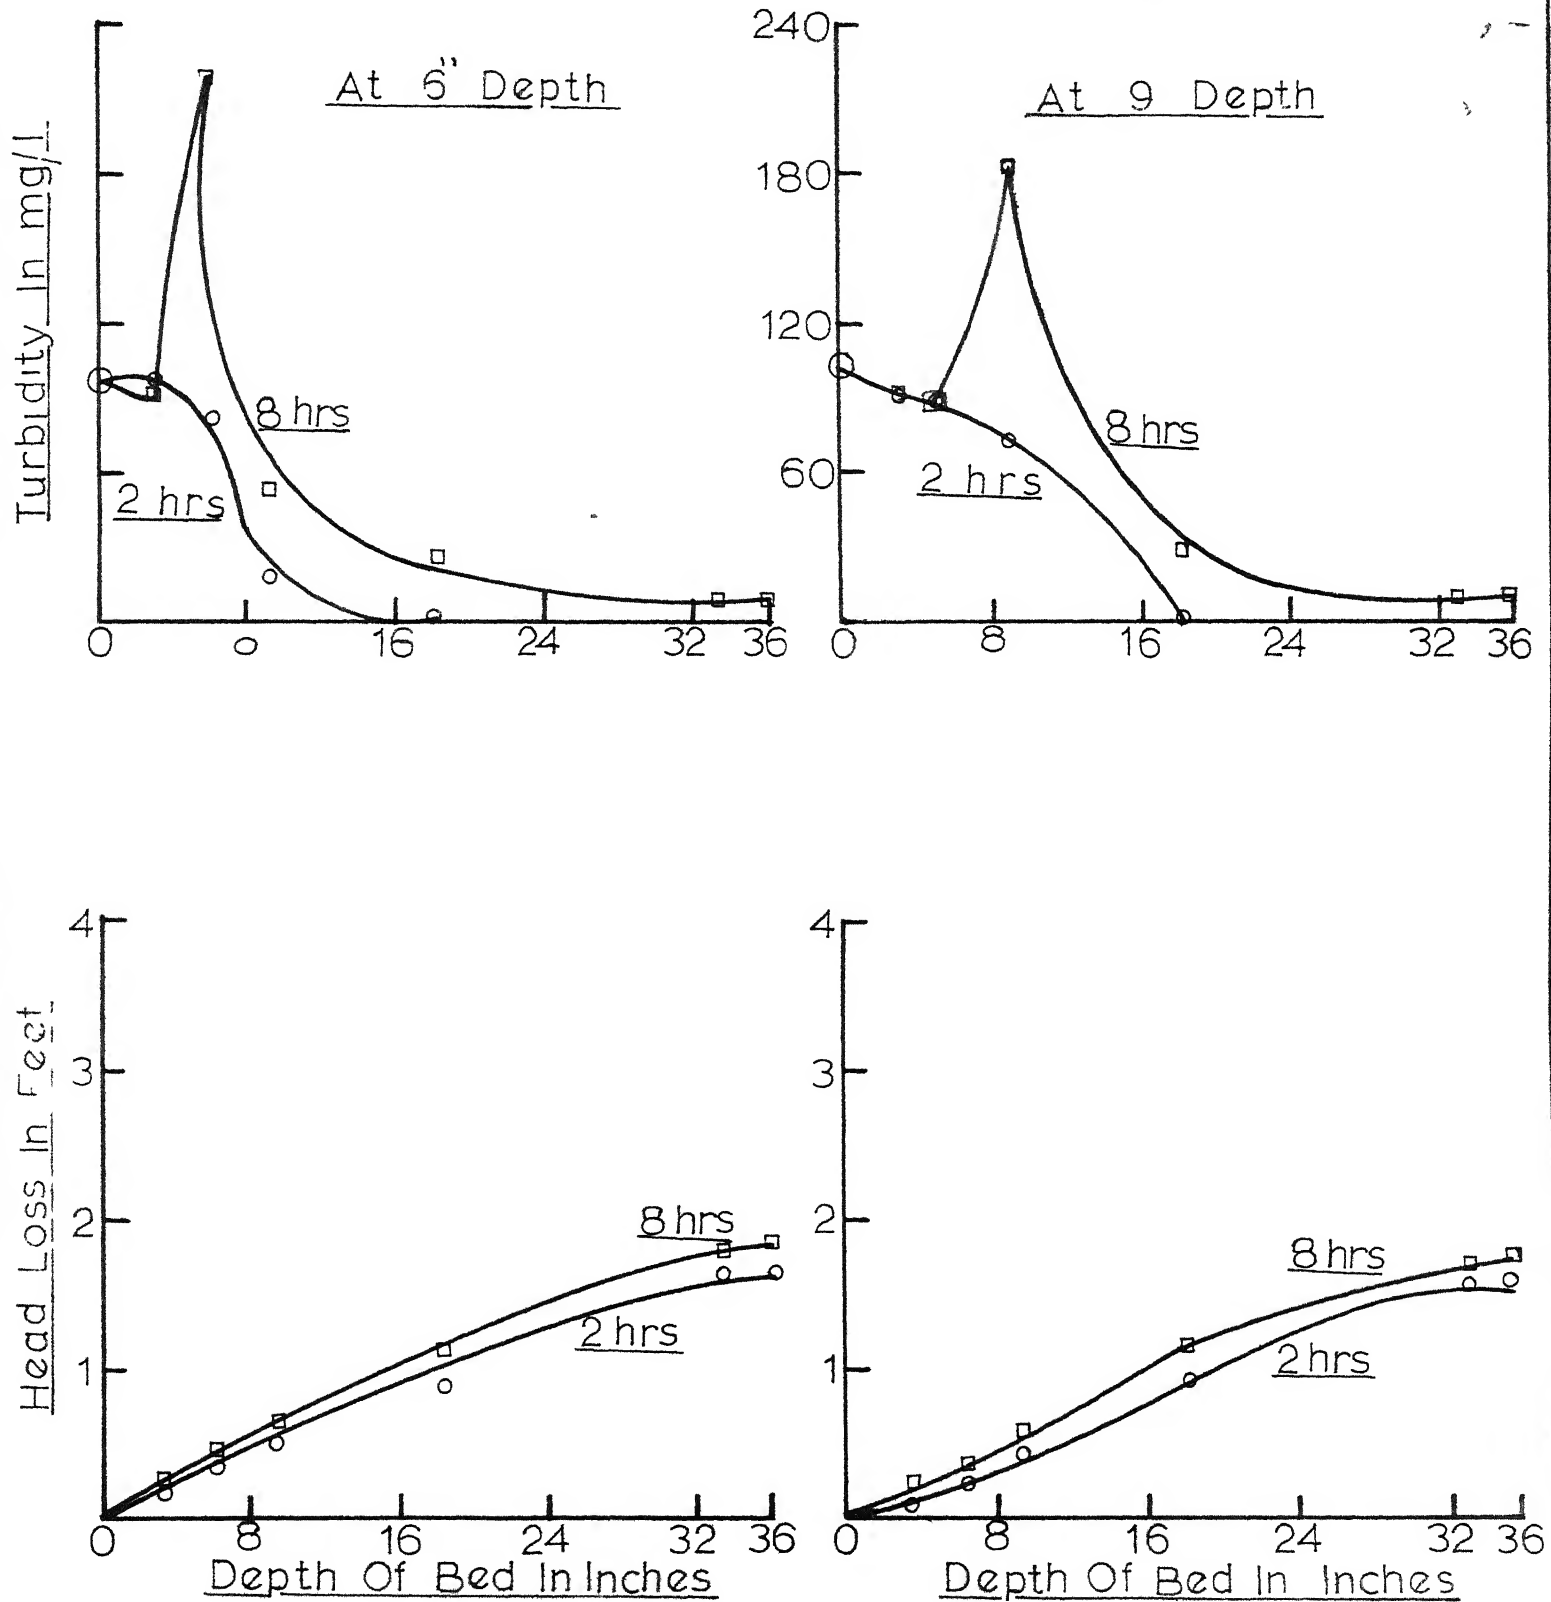 At 6" Depth
At 9 Depth
Turbidity In mg/l
240
180
120
60
8 hrs
2 hrs
8 hrs
2 hrs
0 0 16 24 32 36
0 8 16 24 32 36
Head Loss In Feet
4
3
2
1
8 hrs
2 hrs
4
3
2
1
8 hrs
2 hrs
0 8 16 24 32 36
0 8 16 24 32 36
Depth Of Bed In Inches
Depth Of Bed In Inches